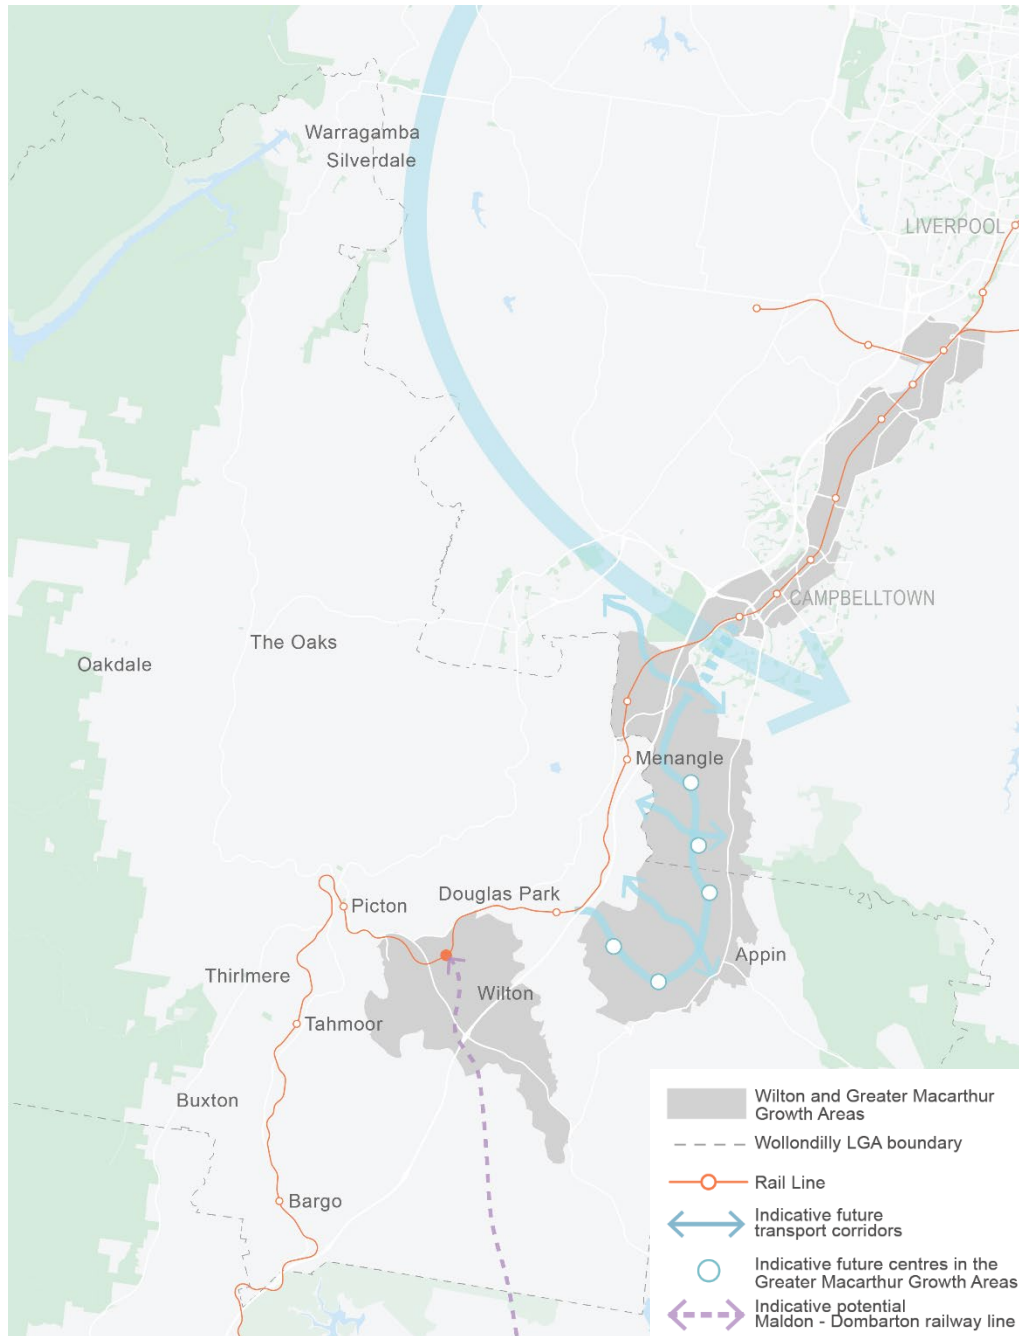 Warragamba
Silverdale
LIVERPOOL
CAMPBELLTOWN
The Oaks
Oakdale
Menangle
Douglas Park
Picton
Appin
Thirlmere
Wilton
Tahmoor
Buxton
Bargo
Wilton and Greater Macarthur
Growth Areas
Wollondilly LGA boundary
Rail Line
Indicative future
transport corridors
Indicative future centres in the
Greater Macarthur Growth Areas
Indicative potential
Maldon - Dombarton railway line